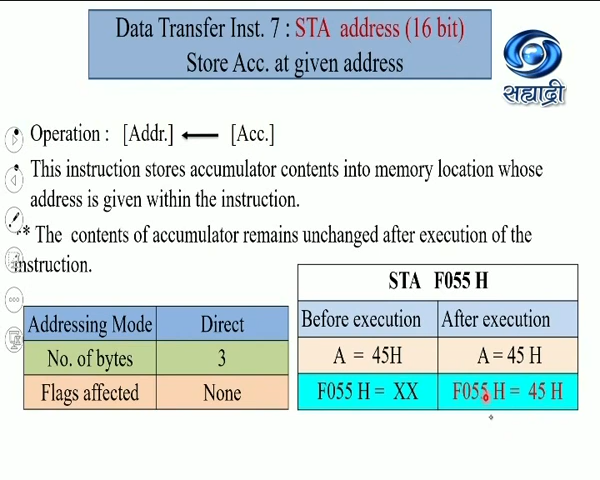 Data Transfer Inst. 7 : STA address (16 bit)
Store Acc. at given address
सह्याद्री
Operation : [Addr.] ← [Acc.]
This instruction stores accumulator contents into memory location whose
address is given within the instruction.
* The contents of accumulator remains unchanged after execution of the
instruction.
STA F055 H
Before execution After execution
A = 45H A = 45 H
F055 H = XX F055 H = 45 H
Addressing Mode Direct
No. of bytes 3
Flags affected None